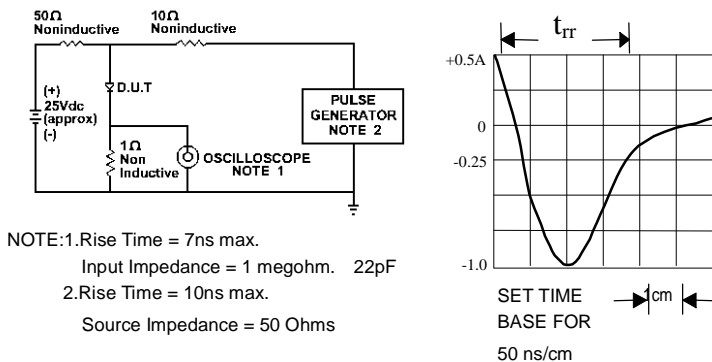 50Ω
Noninductive
10Ω
Noninductive
(+)
25Vdc
(approx)
(-)
D.U.T
1Ω
Non
Inductive
OSCILLOSCOPE
NOTE 1
PULSE
GENERATOR
NOTE 2
NOTE:1.Rise Time = 7ns max.
Input Impedance = 1 megohm. 22pF
2.Rise Time = 10ns max.
Source Impedance = 50 Ohms
trr
+0.5A
0
-0.25
-1.0
SET TIME
BASE FOR
50 ns/cm
1cm